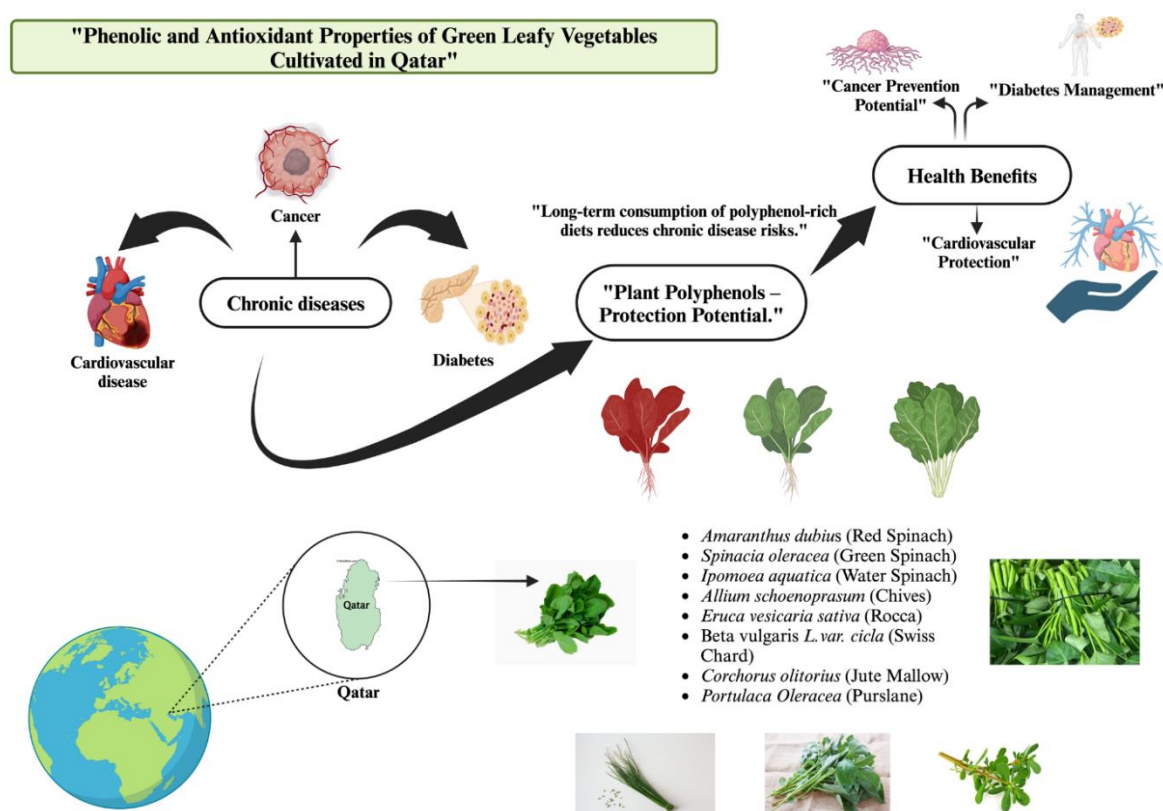 "Phenolic and Antioxidant Properties of Green Leafy Vegetables
Cultivated in Qatar"
"Cancer Prevention
Potential"
"Diabetes Management"
Health Benefits
"Cardiovascular
Protection"
Cancer
Chronic diseases
Cardiovascular
disease
Diabetes
"Long-term consumption of polyphenol-rich
diets reduces chronic disease risks."
"Plant Polyphenols –
Protection Potential."
Qatar
Qatar
• Amaranthus dubius (Red Spinach)
• Spinacia oleracea (Green Spinach)
• Ipomoea aquatica (Water Spinach)
• Allium schoenoprasum (Chives)
• Eruca vesicaria sativa (Rocca)
• Beta vulgaris L.var. cicla (Swiss
Chard)
• Corchorus olitorius (Jute Mallow)
• Portulaca Oleracea (Purslane)